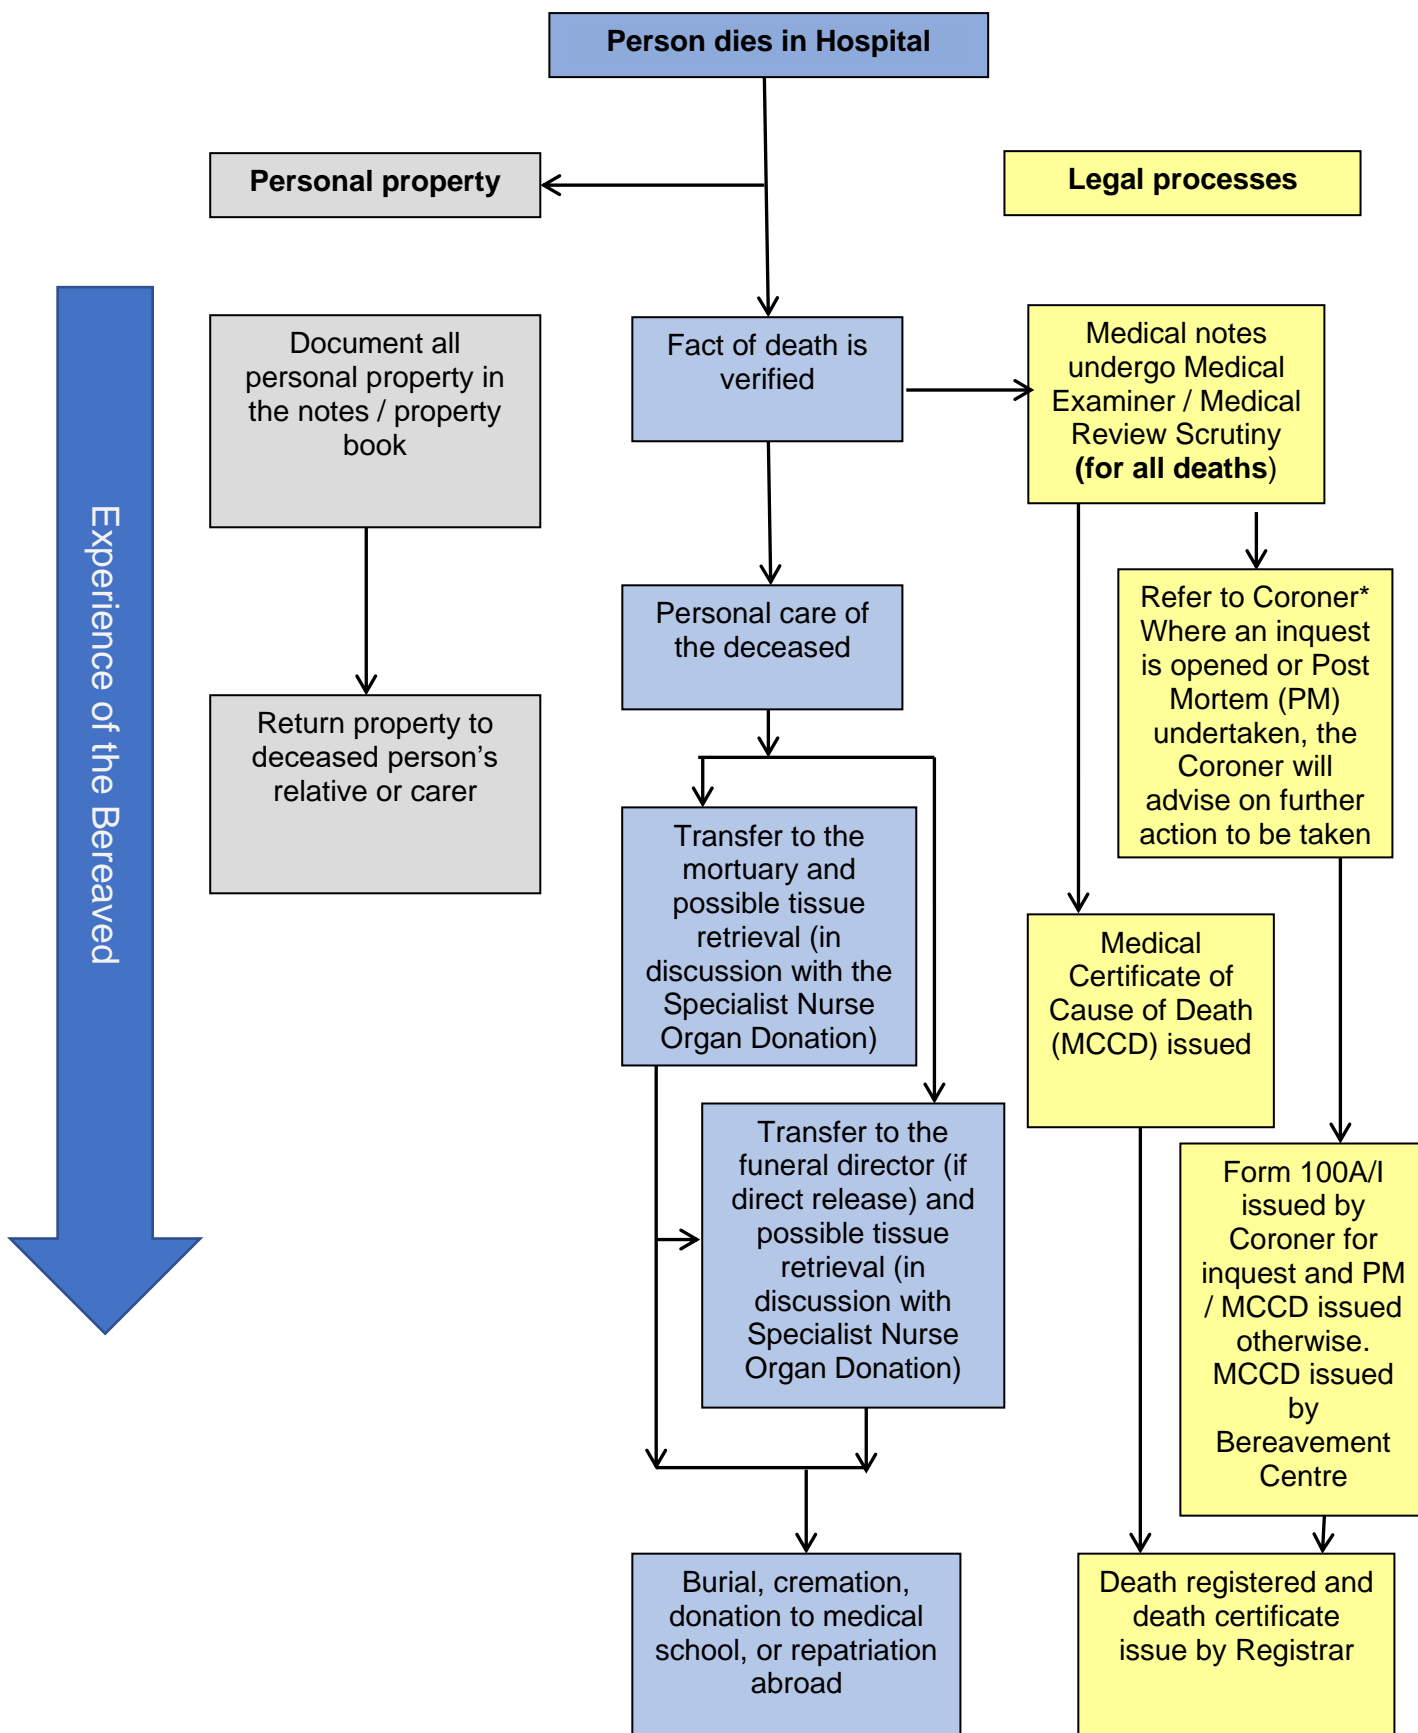 Person dies in Hospital
Personal property
Legal processes
Experience of the Bereaved
Document all
personal property in
the notes / property
book
Return property to
deceased person’s
relative or carer
Fact of death is
verified
Personal care of
the deceased
Transfer to the
mortuary and
possible tissue
retrieval (in
discussion with the
Specialist Nurse
Organ Donation)
Transfer to the
funeral director (if
direct release) and
possible tissue
retrieval (in
discussion with
Specialist Nurse
Organ Donation)
Burial, cremation,
donation to medical
school, or repatriation
abroad
Medical notes
undergo Medical
Examiner / Medical
Review Scrutiny
(for all deaths)
Refer to Coroner*
Where an inquest
is opened or Post
Mortem (PM)
undertaken, the
Coroner will
advise on further
action to be taken
Medical
Certificate of
Cause of Death
(MCCD) issued
Form 100A/I
issued by
Coroner for
inquest and PM
/ MCCD issued
otherwise.
MCCD issued
by
Bereavement
Centre
Death registered and
death certificate
issue by Registrar